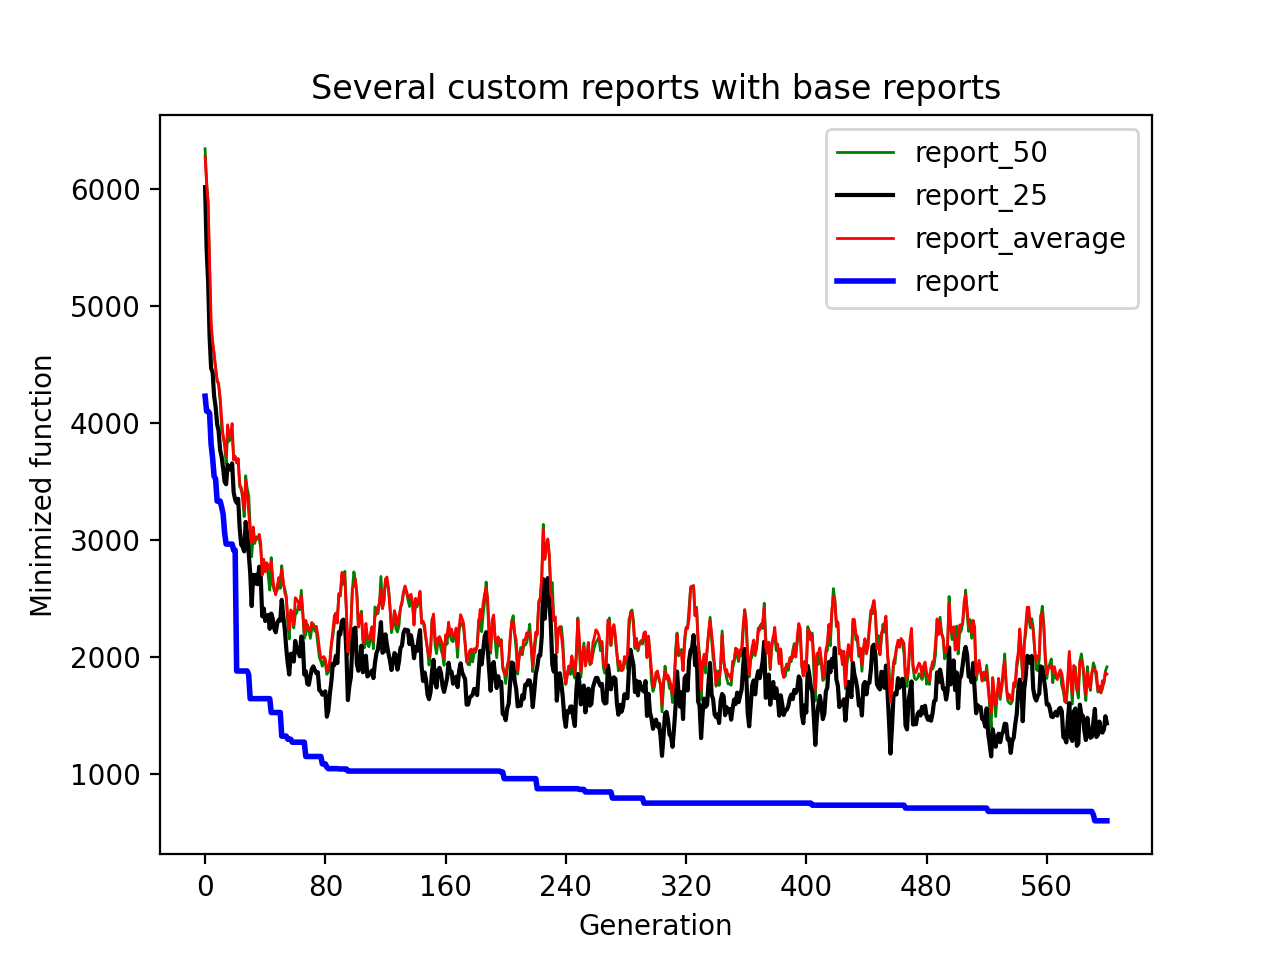 Several custom reports with base reports
report_50
report_25
report_average
report
Minimized function
6000
5000
4000
3000
2000
1000
0
80
160
240
320
400
480
560
Generation